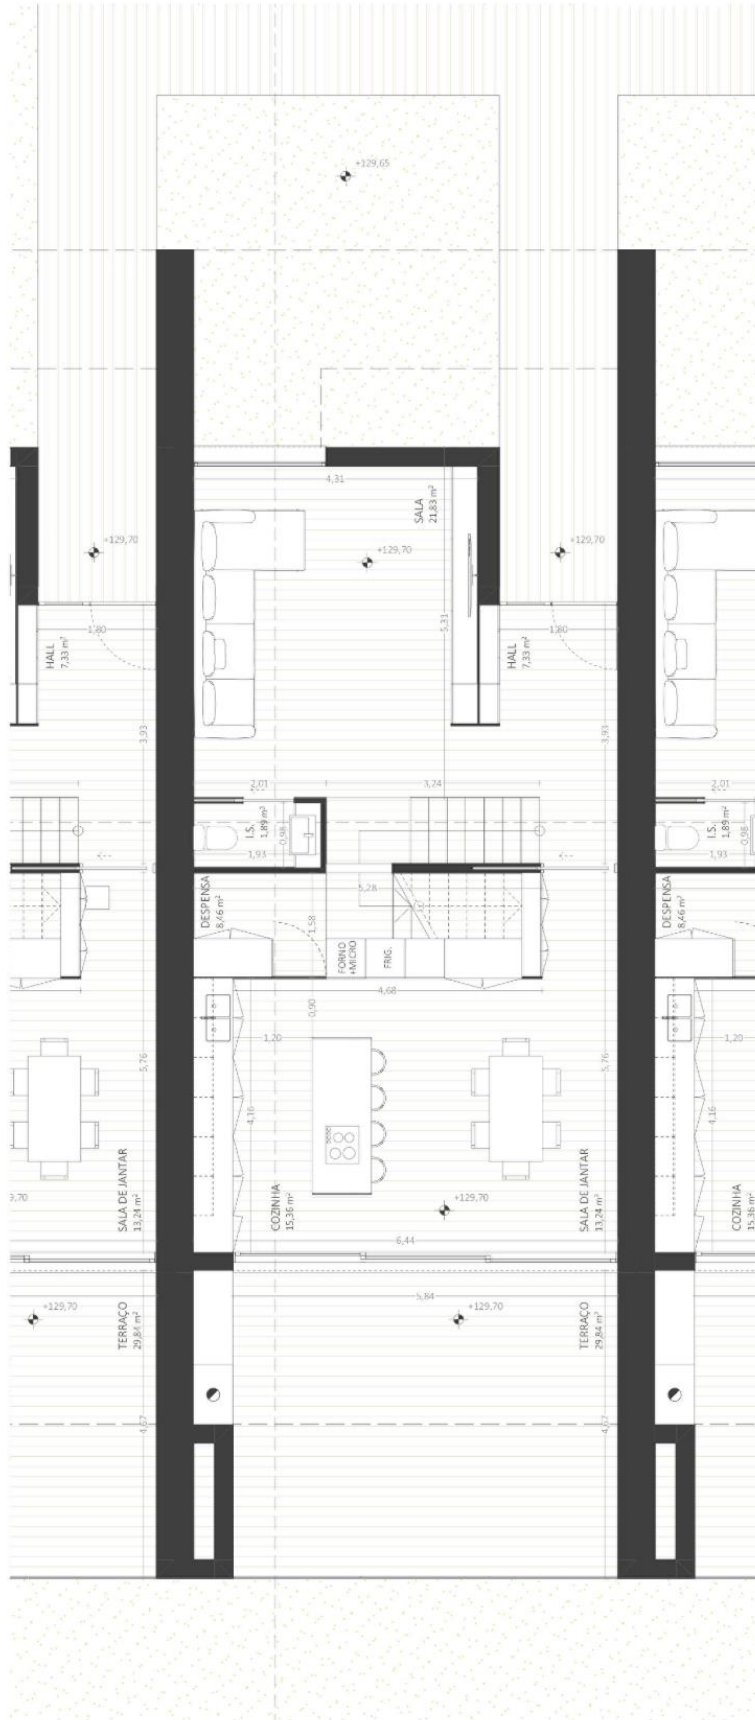 +129,65
4,31
SALA
21,83 m²
+129,70
+129,70
+129,70
5,31
1,80
HALL
7,33 m²
1,80
HALL
7,33 m²
3,93
3,93
2,01
3,24
2,01
I.S.
1,89 m²
0,98
1,93
I.S.
1,89 m²
0,98
1,93
DESPENSA
8,46 m²
5,28
1,58
FORNO
+MICRO
FRIG.
DESPENSA
8,46 m²
4,68
0,90
1,20
1,20
5,76
5,76
4,16
4,16
SALA DE JANTAR
13,24 m²
COZINHA
15,36 m²
+129,70
SALA DE JANTAR
13,24 m²
COZINHA
15,36 m²
9,70
6,44
5,84
+129,70
TERRAÇO
29,84 m²
+129,70
TERRAÇO
29,84 m²
4,67
4,67